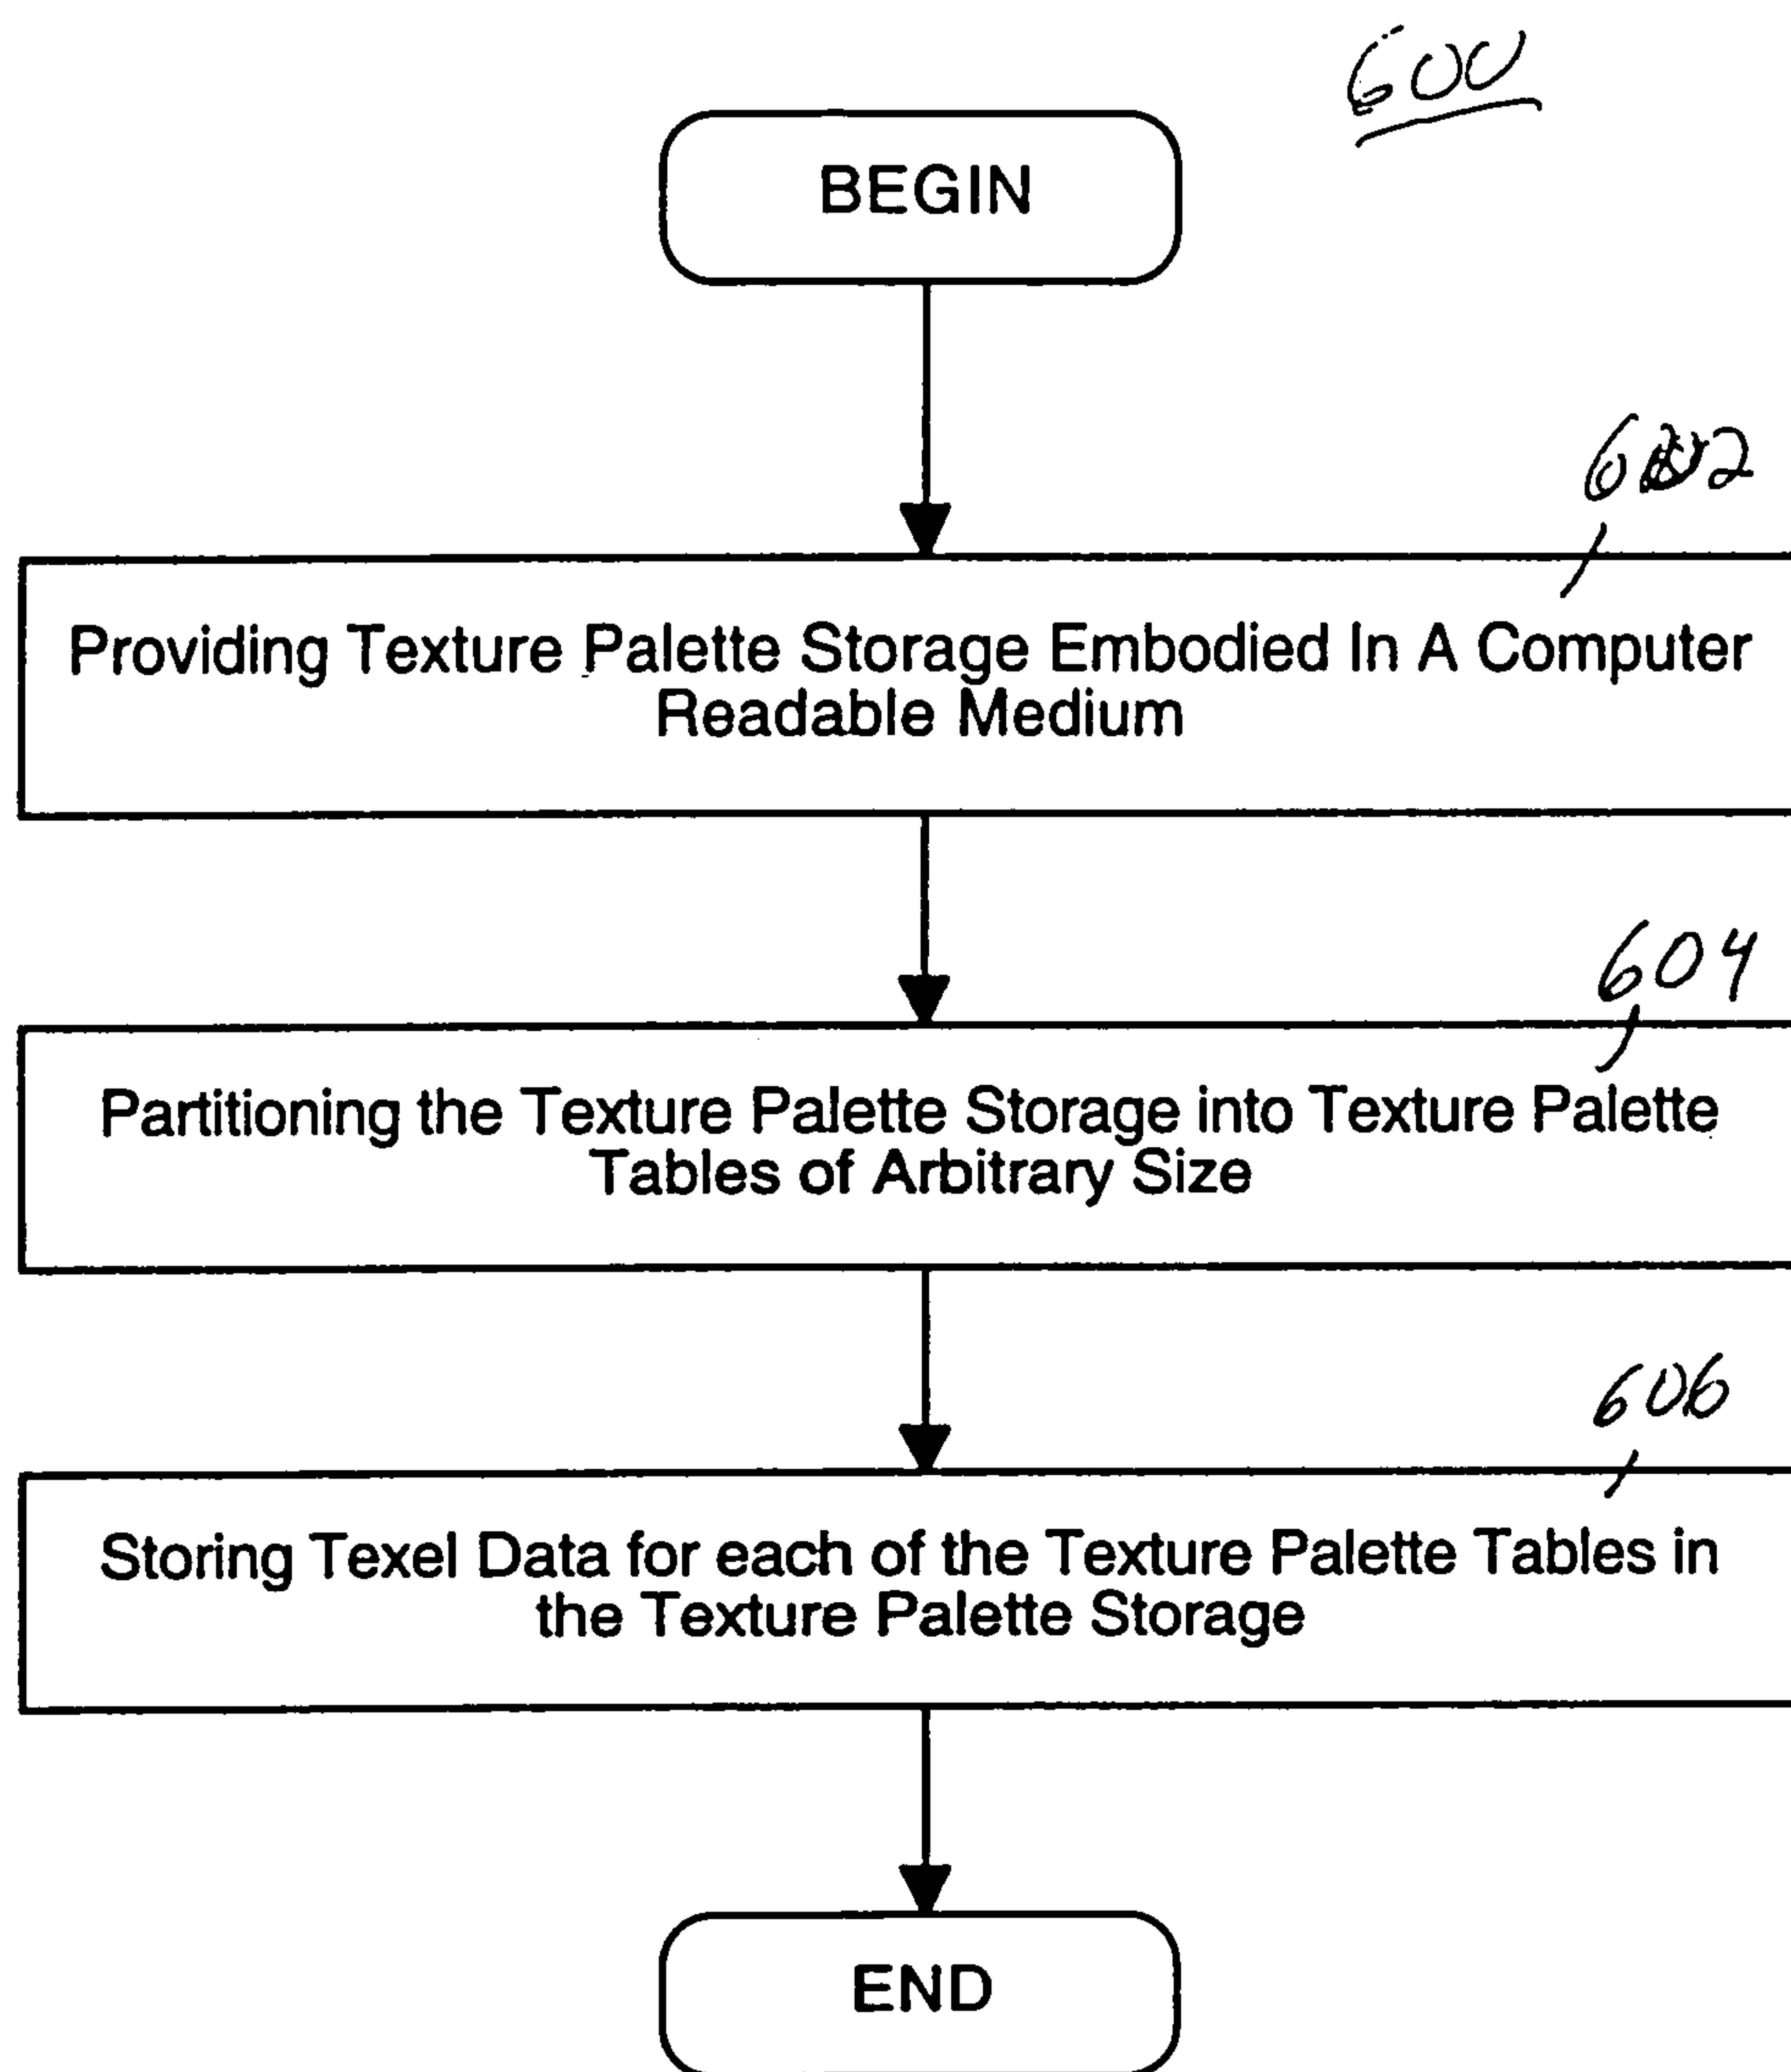 600
BEGIN
602
Providing Texture Palette Storage Embodied In A Computer
Readable Medium
604
Partitioning the Texture Palette Storage into Texture Palette
Tables of Arbitrary Size
606
Storing Texel Data for each of the Texture Palette Tables in
the Texture Palette Storage
END